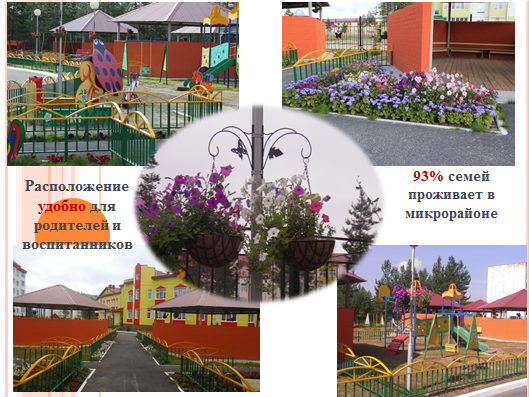 Расположение
удобно для
родителей и
воспитанников
93% семей
проживает в
микрорайоне